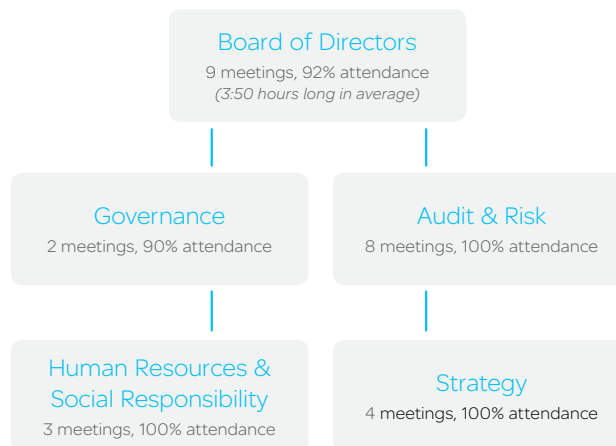 Board of Directors
9 meetings, 92% attendance
(3:50 hours long in average)
Governance
2 meetings, 90% attendance
Audit & Risk
8 meetings, 100% attendance
Human Resources &
Social Responsibility
3 meetings, 100% attendance
Strategy
4 meetings, 100% attendance